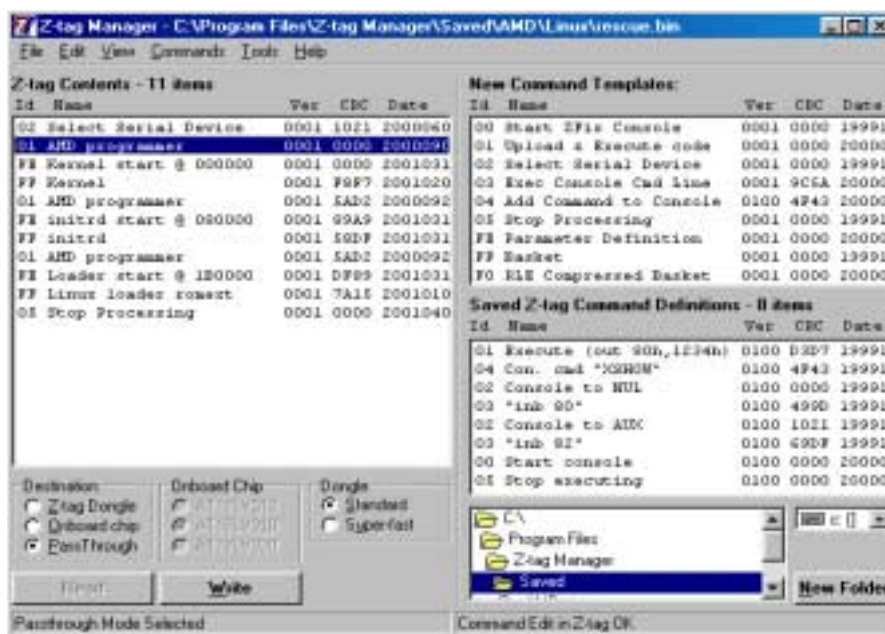 Z-tag Manager - C:\Program Files\Z-tag Manager\Saved\AMD\Linux\rescue.bin
File Edit View Commands Tools Help
Z-tag Contents - 11 items
Id Name Ver CRC Date
02 Select Serial Device 0001 1021 2000060
01 AMD programmer 0001 0000 2000090
FE Kernel start @ 000000 0001 0000 2001031
FF Kernel 0001 F8F7 2001020
01 AMD programmer 0001 5AD2 2000092
FE initrd start @ 080000 0001 89A9 2001031
FF initrd 0001 58DF 2001031
01 AMD programmer 0001 5AD2 2000092
FE Loader start @ 1B0000 0001 DF89 2001031
FF Linux loader romext 0001 7A15 2001010
05 Stop Processing 0001 0000 2001040
Destination
Z-tag Dongle
Onboard chip
PassThrough
Onboard Chip
Dongle
Standard
Super-fast
Read
Write
Passthrough Mode Selected
New Command Templates:
Id Name Ver CRC Date
00 Start ZFix Console 0001 0000 19991
01 Upload & Execute code 0001 0000 20000
02 Select Serial Device 0001 0000 19991
03 Exec Console Cmd Line 0001 9C5A 20000
04 Add Command to Console 0100 4F43 20000
05 Stop Processing 0001 0000 19991
FE Parameter Definition 0001 0000 20000
FF Basket 0001 0000 19991
F0 RLE Compressed Basket 0001 0000 20000
Saved Z-tag Command Definitions - 8 items
Id Name Ver CRC Date
01 Execute (out 80h,1234h) 0100 D3D7 19991
04 Con. cmd "XSHOW" 0100 4F43 19991
02 Console to NUL 0100 0000 19991
03 "inb 80" 0100 499D 19991
02 Console to AUX 0100 1021 19991
03 "inb 82" 0100 69DF 19991
00 Start console 0100 0000 20000
05 Stop executing 0100 0000 20000
C:\
Program Files
Z-tag Manager
Saved
c: []
New Folder
Command Edit in Z-tag OK